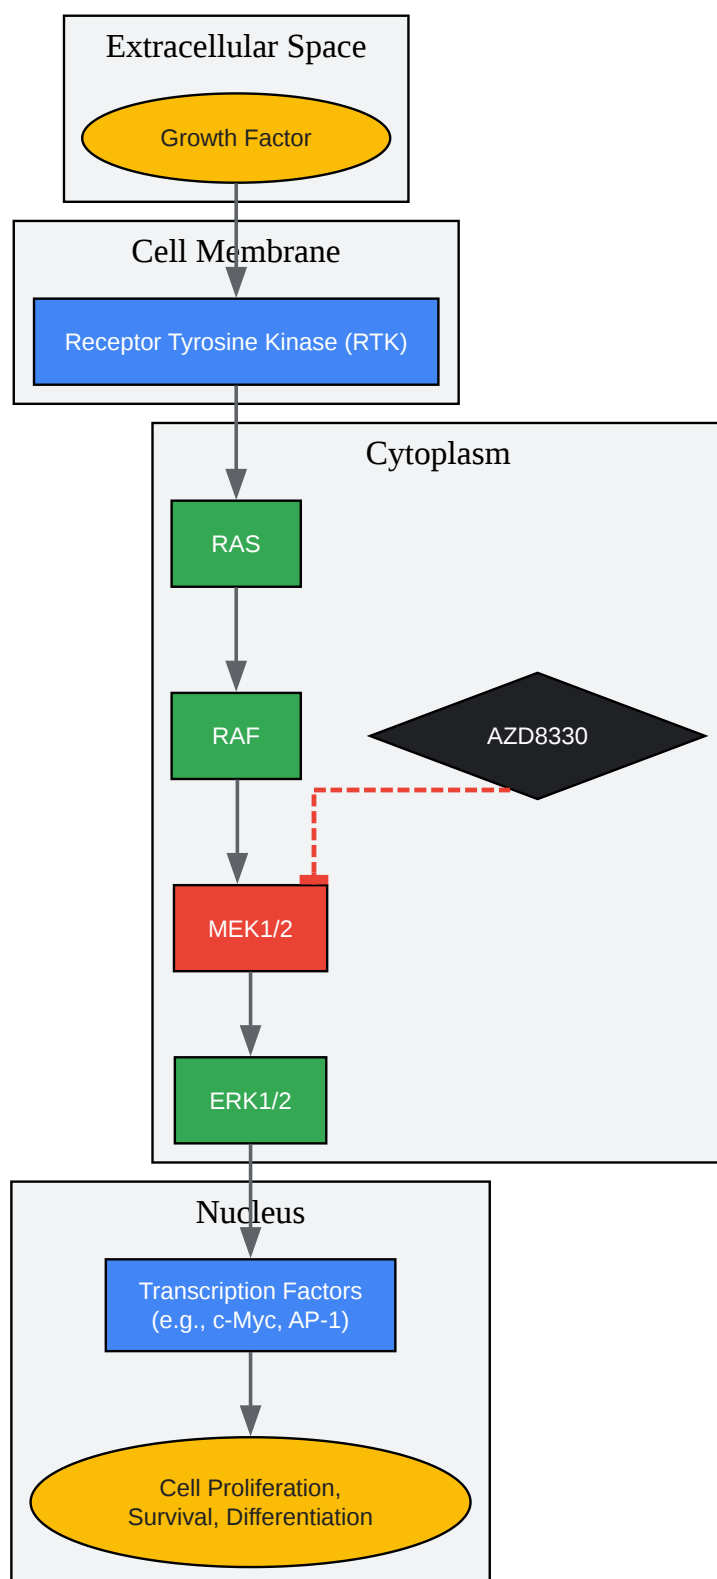 Extracellular Space
Growth Factor
Cell Membrane
Receptor Tyrosine Kinase (RTK)
Cytoplasm
RAS
RAF
AZD8330
MEK1/2
ERK1/2
Nucleus
Transcription Factors
(e.g., c-Myc, AP-1)
Cell Proliferation,
Survival, Differentiation